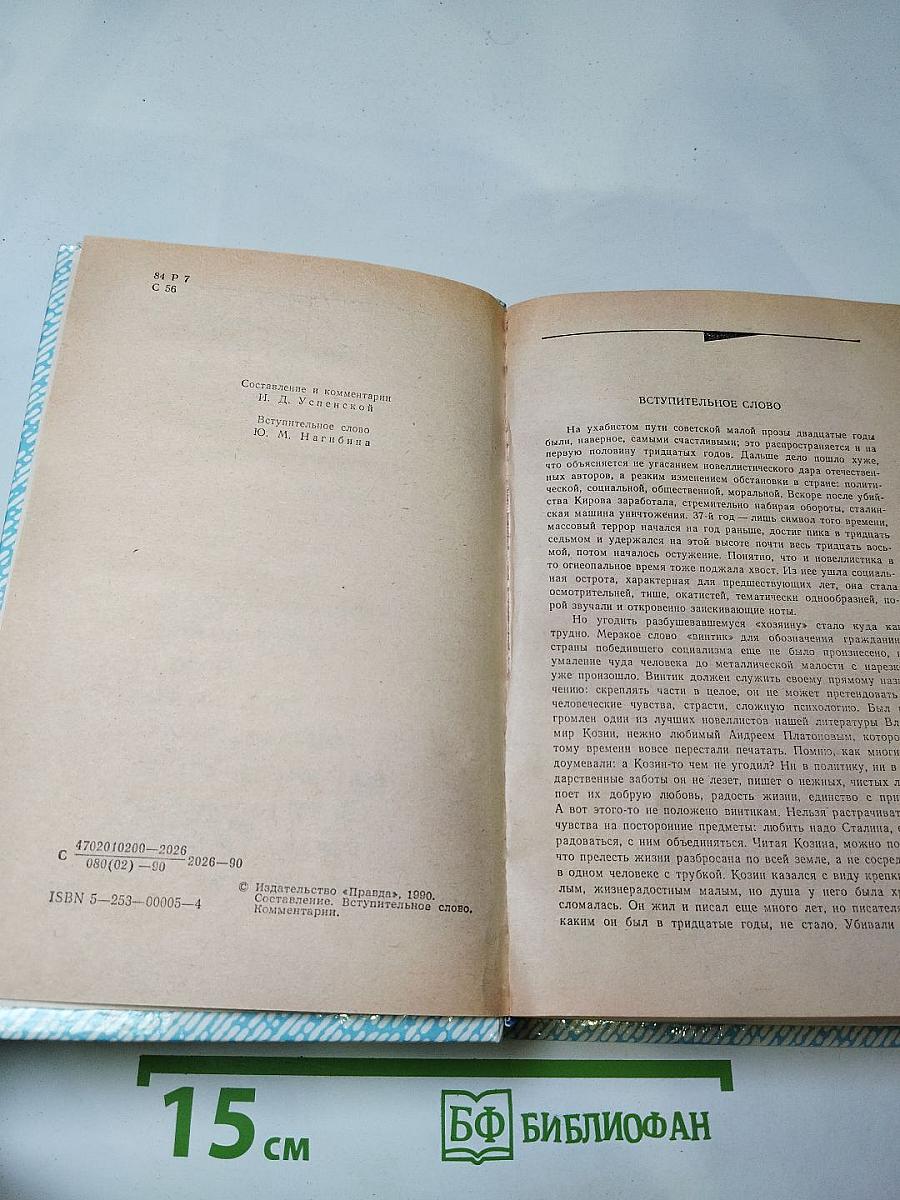 84 Р 7
С 56
Составление и комментарии
И. Д. Успенской
Вступительное слово
Ю. М. Нагибина
С 4702010200—2026
080(02) —90
2026—90
ISBN 5—253—00005—4
© Издательство «Правда», 1990.
Составление. Вступительное слово.
Комментарии.
ВСТУПИТЕЛЬНОЕ СЛОВО
На ухабистом пути советской малой прозы двадцатые годы
были, наверное, самыми счастливыми; это распространяется и на
первую половину тридцатых годов. Дальше дело пошло хуже,
что объясняется не угасанием новеллистического дара отечествен-
ных авторов, а резким изменением обстановки в стране: полити-
ческой, социальной, общественной, моральной. Вскоре после убий-
ства Кирова заработала, стремительно набирая обороты, сталин-
ская машина уничтожения. 37-й год — лишь символ того времени,
массовый террор начался на год раньше, достиг пика в тридцать
седьмом и удержался на этой высоте почти весь тридцать вось-
мой, потом началось остужение. Понятно, что и новеллистика в
то огнеопальное время тоже поджала хвост. Из нее ушла социаль-
ная острота, характерная для предшествующих лет, она стала
осмотрительней, тише, окатистей, тематически однообразней, по-
рой звучали и откровенно заискивающие ноты.
Но угодить разбушевавшемуся «хозяину» стало куда как
трудно. Мерзкое слово «винтик» для обозначения гражданин
страны победившего социализма еще не было произнесено,
умаление чуда человека до металлической малости с нарезк
уже произошло. Винтик должен служить своему прямому назн
чению: скреплять части в целое, он не может претендовать
человеческие чувства, страсти, сложную психологию. Был
громлен один из лучших новеллистов нашей литературы Вл
мир Козин, нежно любимый Андреем Платоновым, которо
тому времени вовсе перестали печатать. Помню, как многи
доумевали: а Козин-то чем не угодил? Ни в политику, ни в
дарственные заботы он не лезет, пишет о нежных, чистых л
поет их добрую любовь, радость жизни, единство с при
А вот этого-то не положено винтикам. Нельзя растрачиват
чувства на посторонние предметы: любить надо Сталина, е
радоваться, с ним объединяться. Читая Козина, можно по
что прелесть жизни разбросана по всей земле, а не сосред
в одном человеке с трубкой. Козин казался с виду крепки
лым, жизнерадостным малым, но душа у него была хр
сломалась. Он жил и писал еще много лет, но писателя
каким он был в тридцатые годы, не стало. Убивали
15 см
БФ БИБЛИОФАН